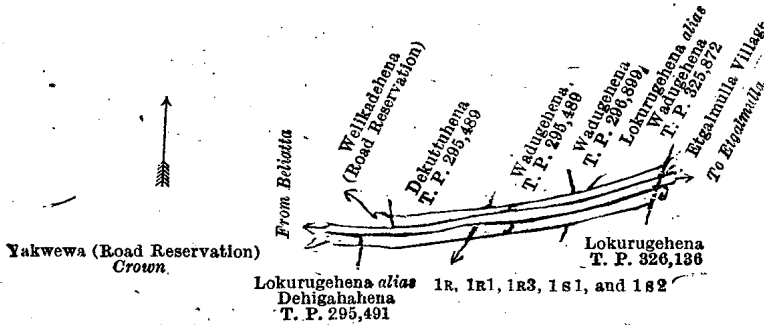 Wellkadehena
(Road Reservation)
Dekuttuhena
T. P. 295,489
Wadugehena,
T. P. 295,489
Wadugehena
T. P. 296,899
Lokurugehena alias
Wadugehena
T. P. 325,872
Etgalmulla Village
To Etgalmulla
From Beliatta
Yakwewa (Road Reservation)
Crown
Lokurugehena alias
Dehigahahena
T. P. 295,491
1R, 1R1, 1R3, 1S1, and 1S2
Lokurugehena
T. P. 326,136